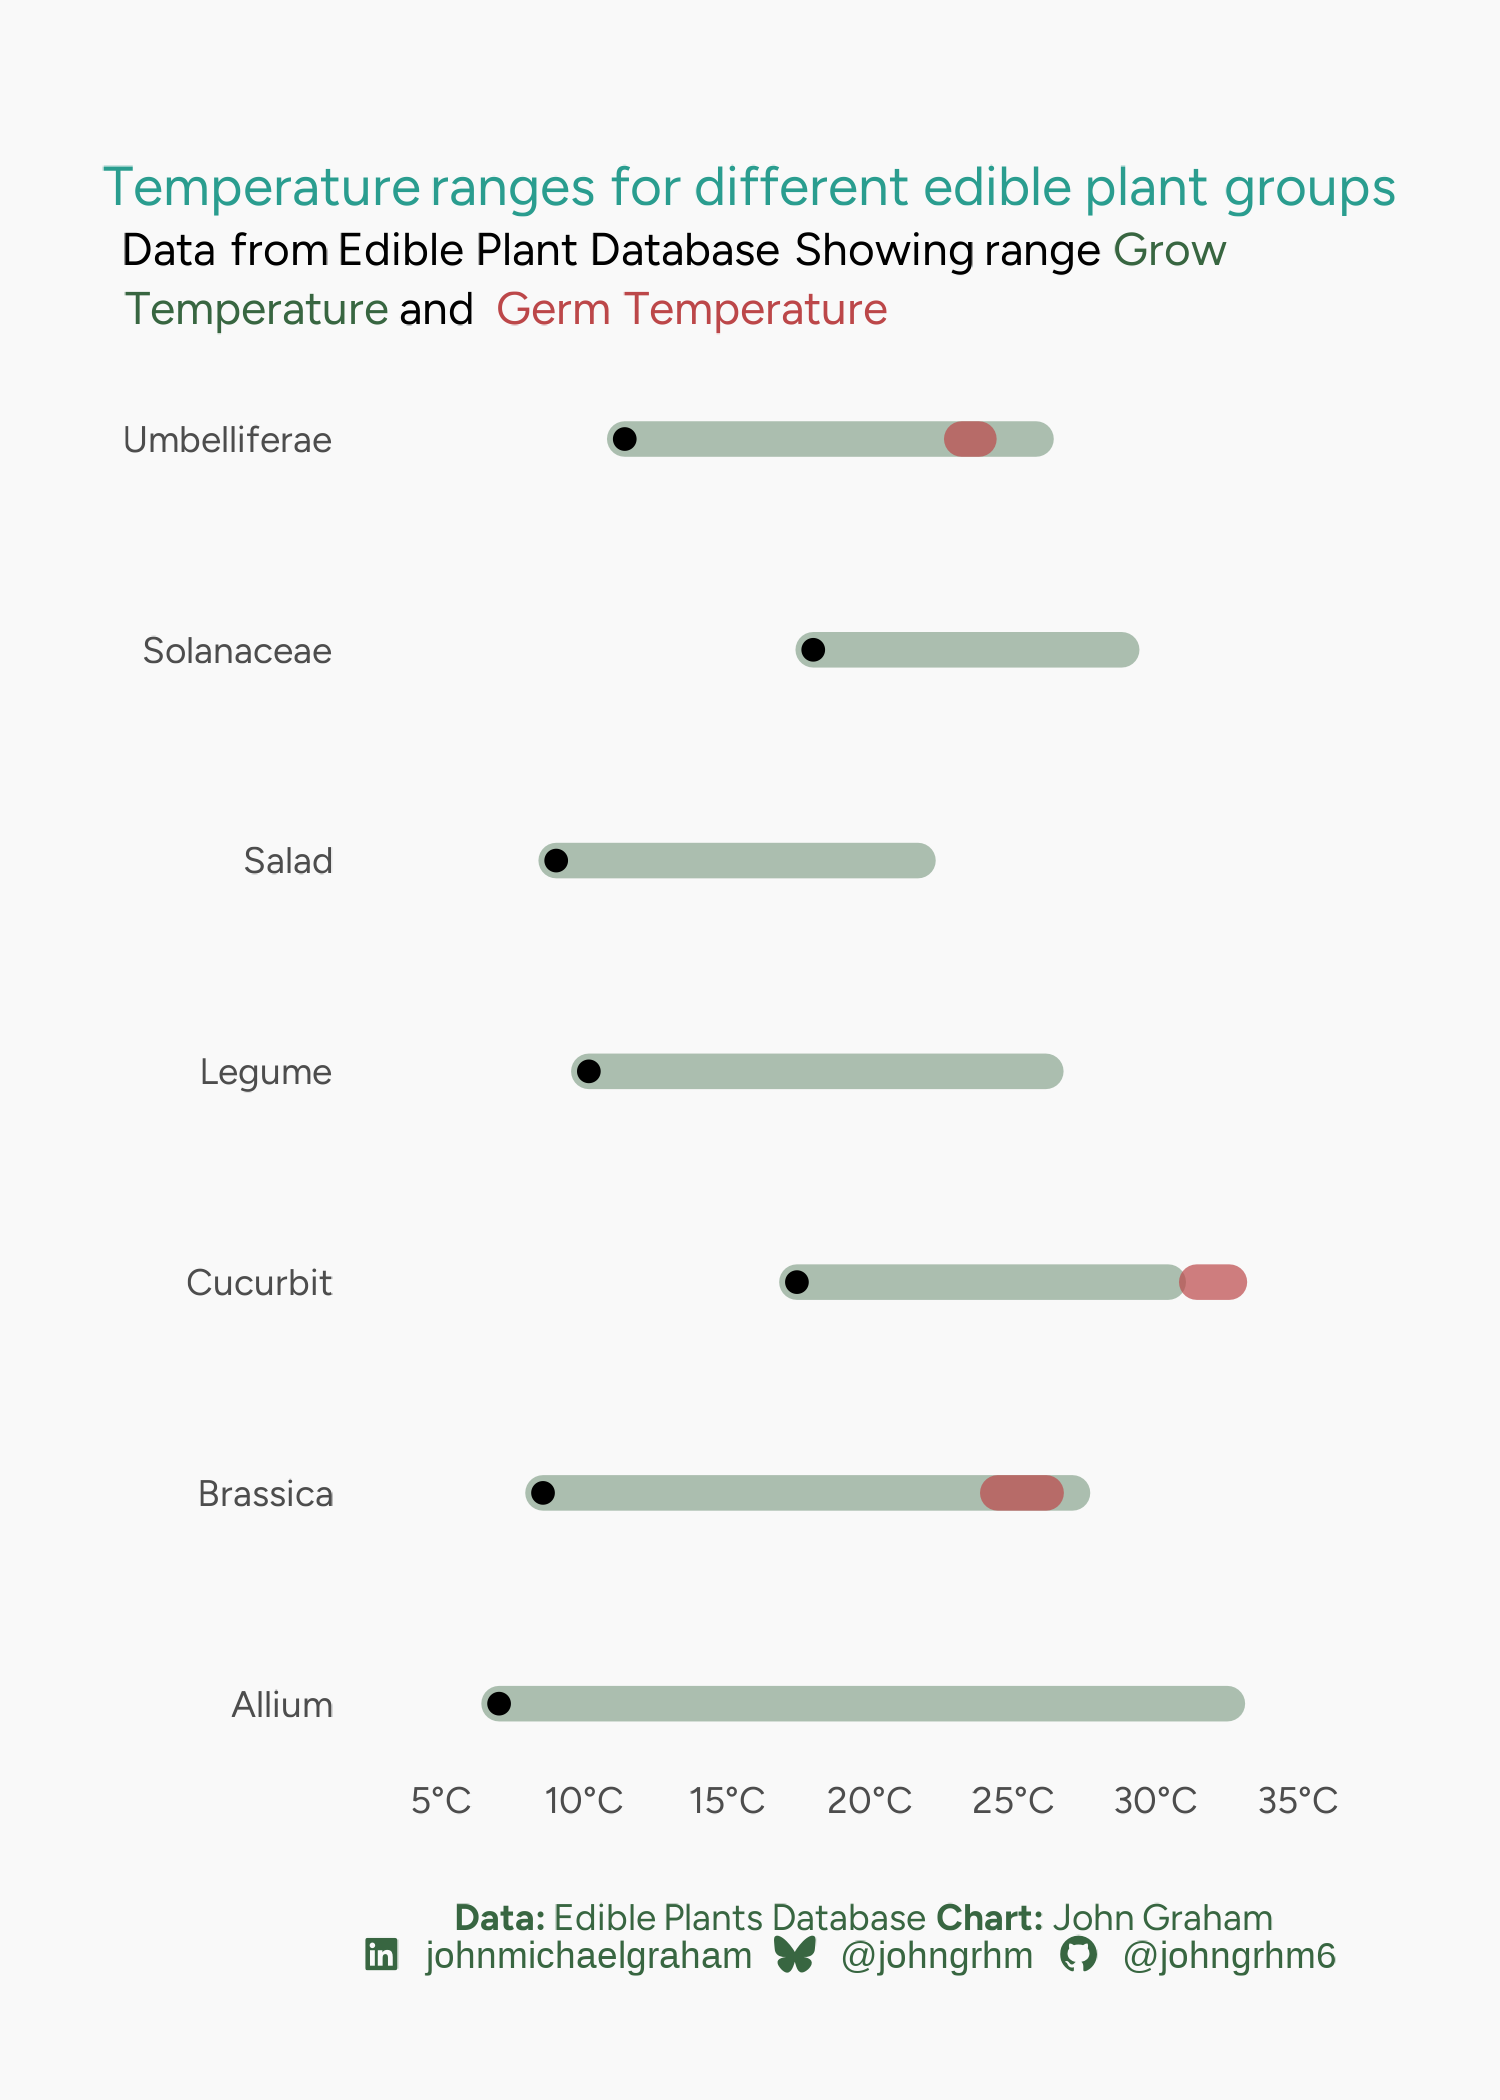 Temperature ranges for different edible plant groups
Data from Edible Plant Database Showing range Grow
Temperature and Germ Temperature
Umbelliferae
Solanaceae
Salad
Legume
Cucurbit
Brassica
Allium
5°C 10°C 15°C 20°C 25°C 30°C 35°C
Data: Edible Plants Database Chart: John Graham
johnmichaelgraham @johngrhm @johngrhm6